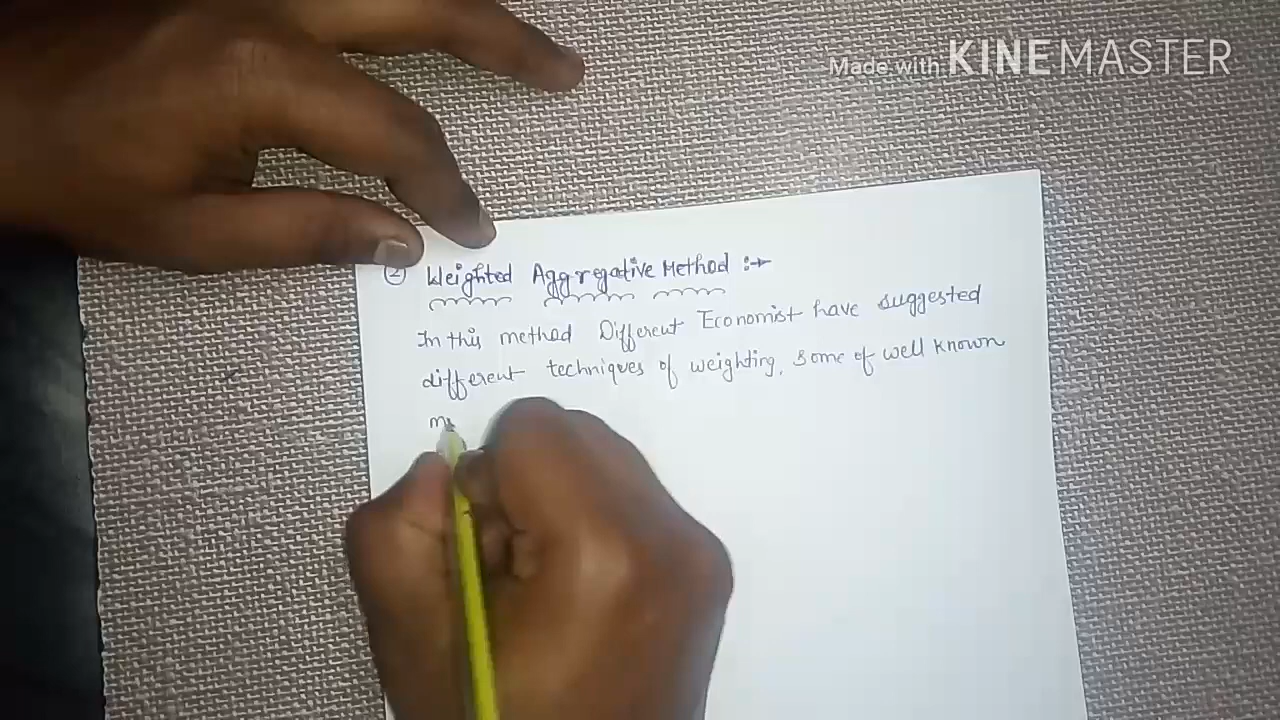 Made with KINEMASTER
② Weighted Aggregative Method :→
In this method Different Economist have suggested
different techniques of weighting, some of well known